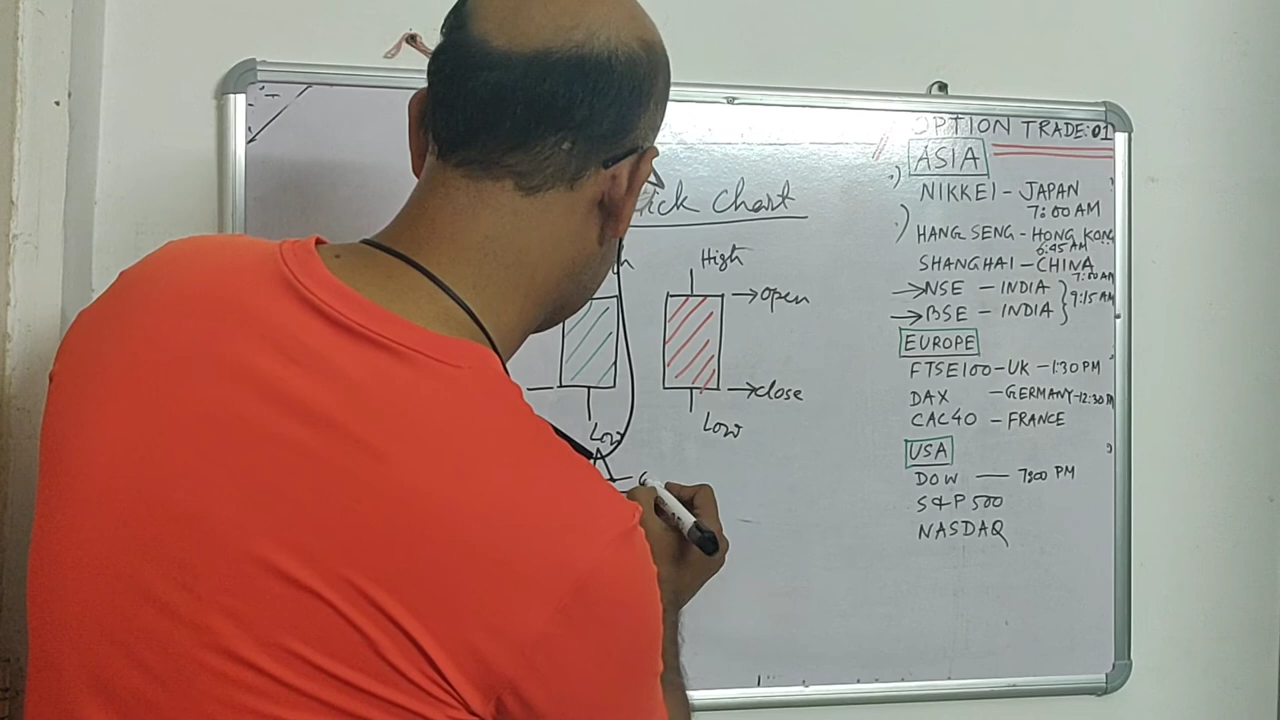 ick Chart
High
open
close
Low
Low
OPTION TRADE:01
ASIA
NIKKEI - JAPAN
7:00 AM
HANG SENG - HONG KONG
6:45 AM
SHANGHAI - CHINA
7:00 AM
NSE - INDIA
BSE - INDIA
9:15 AM
EUROPE
FTSE100 - UK - 1:30 PM
DAX - GERMANY - 12:30 P
CAC40 - FRANCE
USA
DOW — 7:00 PM
S&P 500
NASDAQ